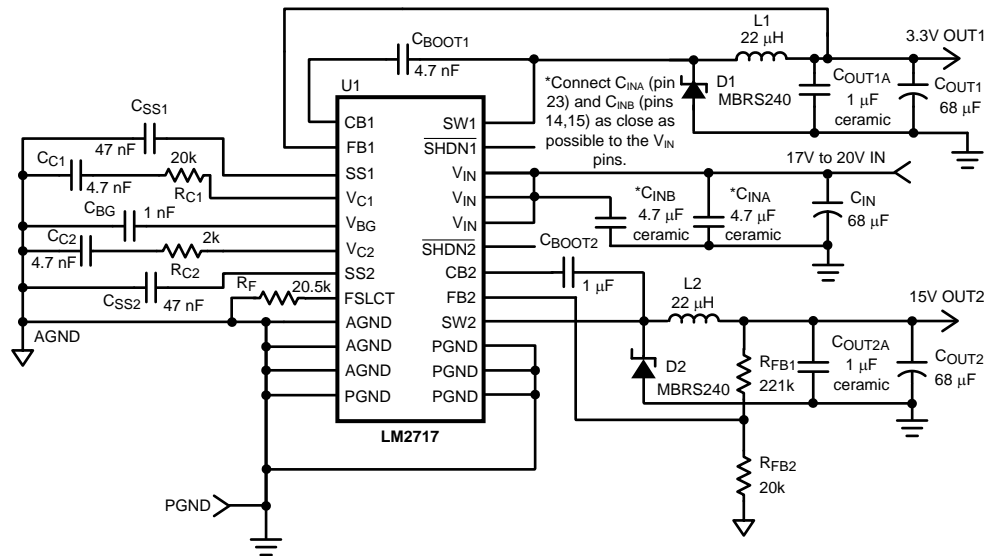 L1
22 µH
3.3V OUT1
CBOOT1
4.7 nF
U1
*Connect CINA (pin
23) and CINB (pins
14,15) as close as
possible to the VIN
pins.
D1
MBRS240
COUT1A
1 µF
ceramic
COUT1
68 µF
CSS1
47 nF
CC1
4.7 nF
20k
RC1
CBG
1 nF
CC2
4.7 nF
2k
RC2
CSS2
47 nF
RF
20.5k
AGND
CB1
FB1
SS1
VC1
VBG
VC2
SS2
FSLCT
AGND
AGND
AGND
PGND
SW1
SHDN1
VIN
VIN
VIN
SHDN2
CB2
FB2
SW2
PGND
PGND
PGND
LM2717
17V to 20V IN
*CINB
4.7 µF
ceramic
*CINA
4.7 µF
ceramic
CIN
68 µF
CBOOT2
1 µF
L2
22 µH
15V OUT2
D2
MBRS240
RFB1
221k
COUT2A
1 µF
ceramic
COUT2
68 µF
RFB2
20k
PGND